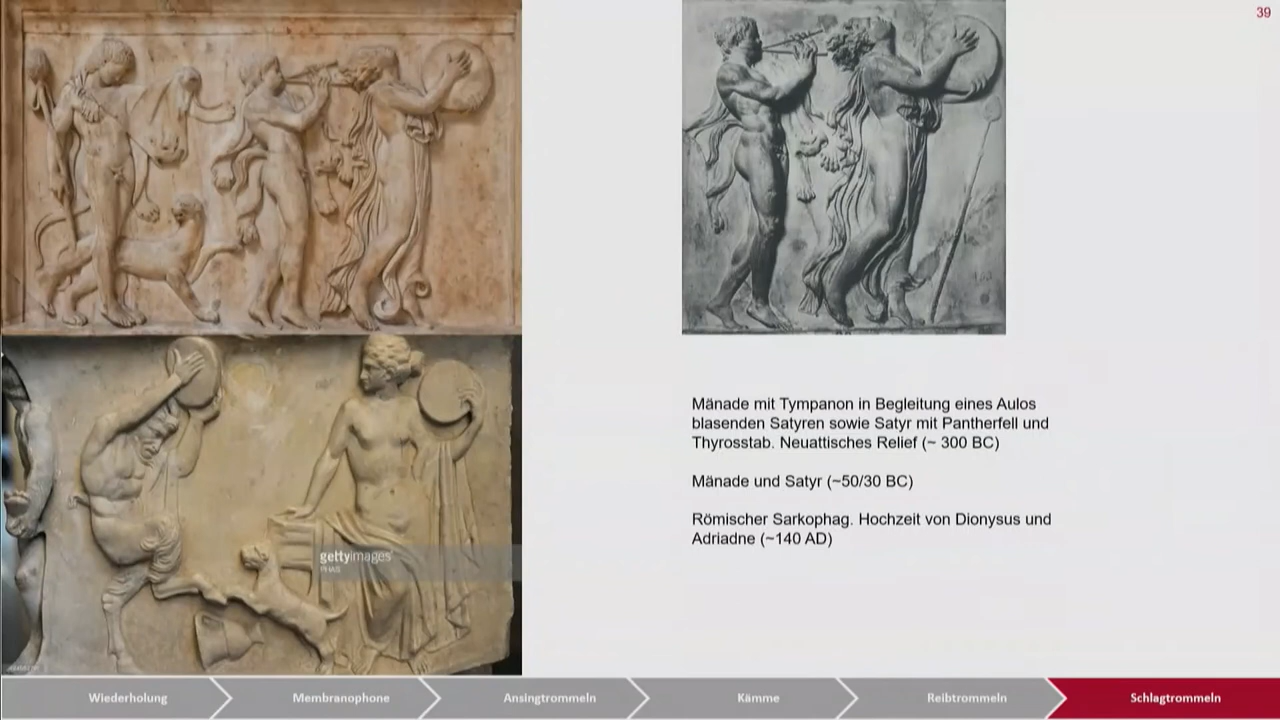 39
Mänade mit Tympanon in Begleitung eines Aulos
blasenden Satyren sowie Satyr mit Pantherfell und
Thyrosstab. Neuattisches Relief (~ 300 BC)
Mänade und Satyr (~50/30 BC)
Römischer Sarkophag. Hochzeit von Dionysus und
Adriadne (~140 AD)
gettyimages
PHAS
Wiederholung
Membranophone
Ansingtrommeln
Kämme
Reibtrommeln
Schlagtrommeln